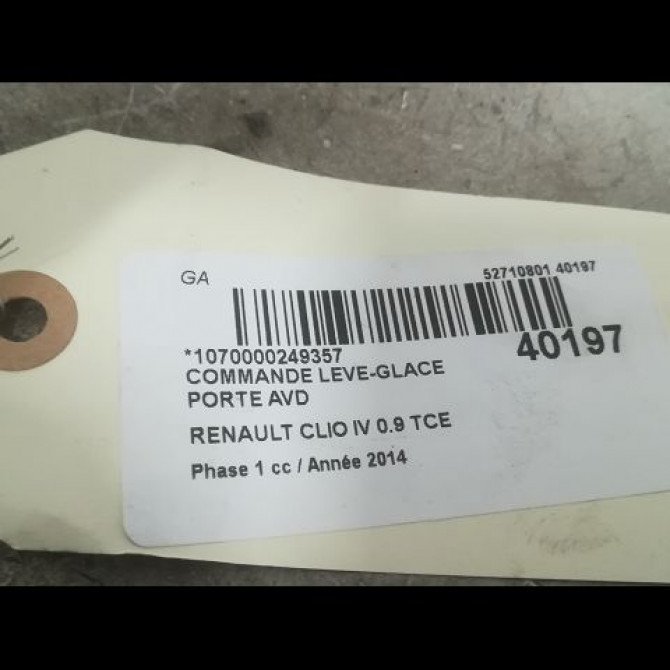 GA
52710801 40197
*1070000249357
40197
COMMANDE LEVE-GLACE
PORTE AVD
RENAULT CLIO IV 0.9 TCE
Phase 1 cc / Année 2014